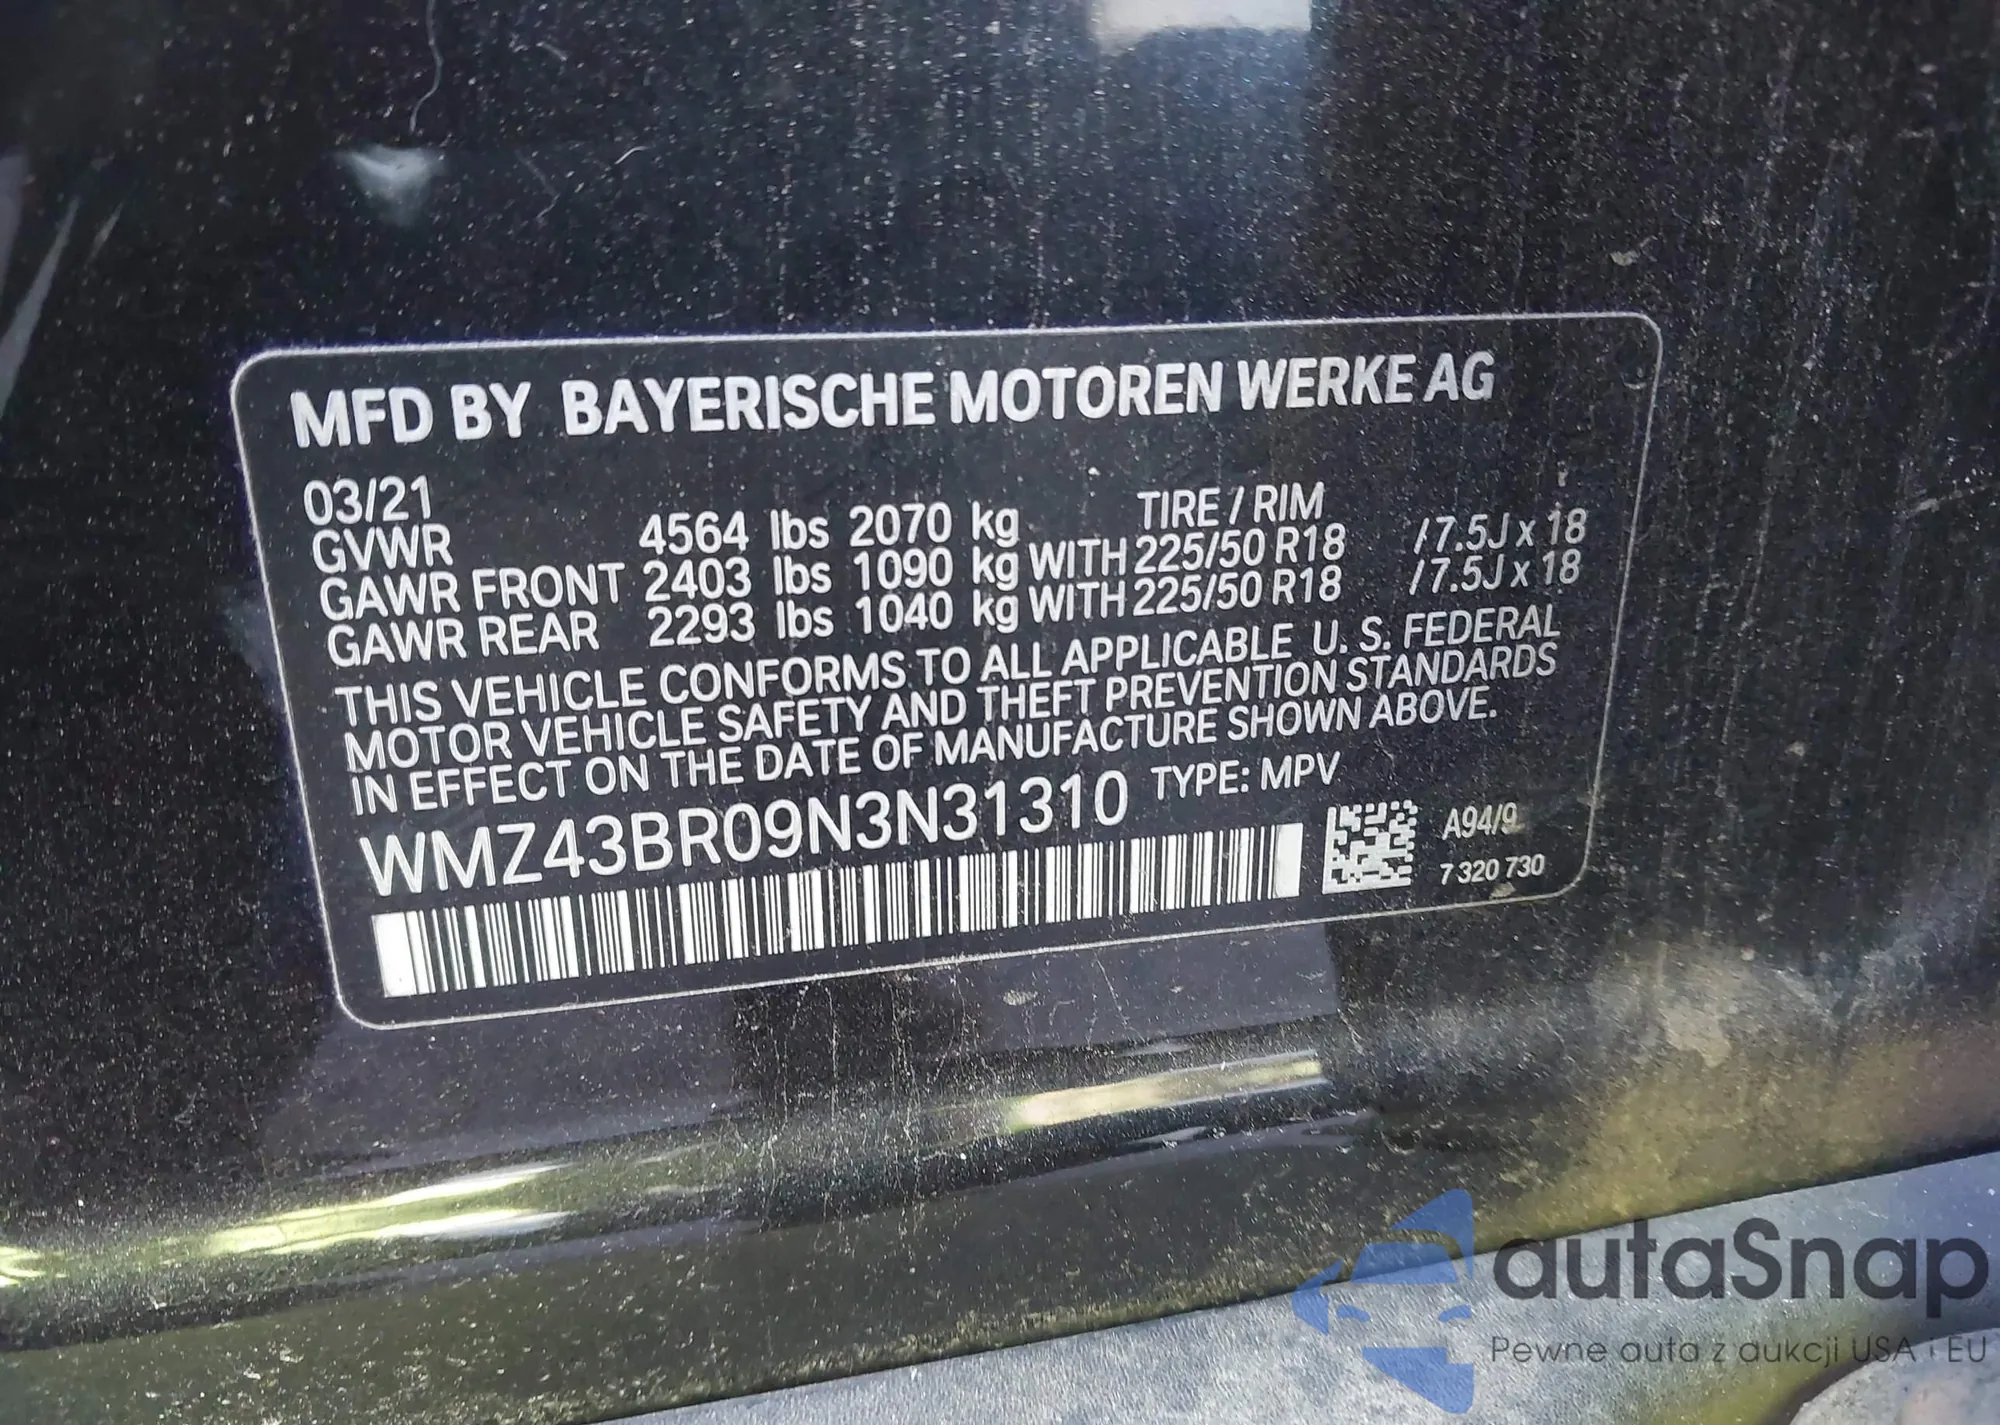 MFD BY BAYERISCHE MOTOREN WERKE AG
03/21 TIRE / RIM
GVWR 4564 lbs 2070 kg
GAWR FRONT 2403 lbs 1090 kg WITH 225/50 R18 / 7.5J x 18
GAWR REAR 2293 lbs 1040 kg WITH 225/50 R18 / 7.5J x 18
THIS VEHICLE CONFORMS TO ALL APPLICABLE U. S. FEDERAL
MOTOR VEHICLE SAFETY AND THEFT PREVENTION STANDARDS
IN EFFECT ON THE DATE OF MANUFACTURE SHOWN ABOVE.
WMZ43BR09N3N31310 TYPE: MPV
A94/9
7 320 730
autaSnap
Pewne auta z aukcji USA i EU